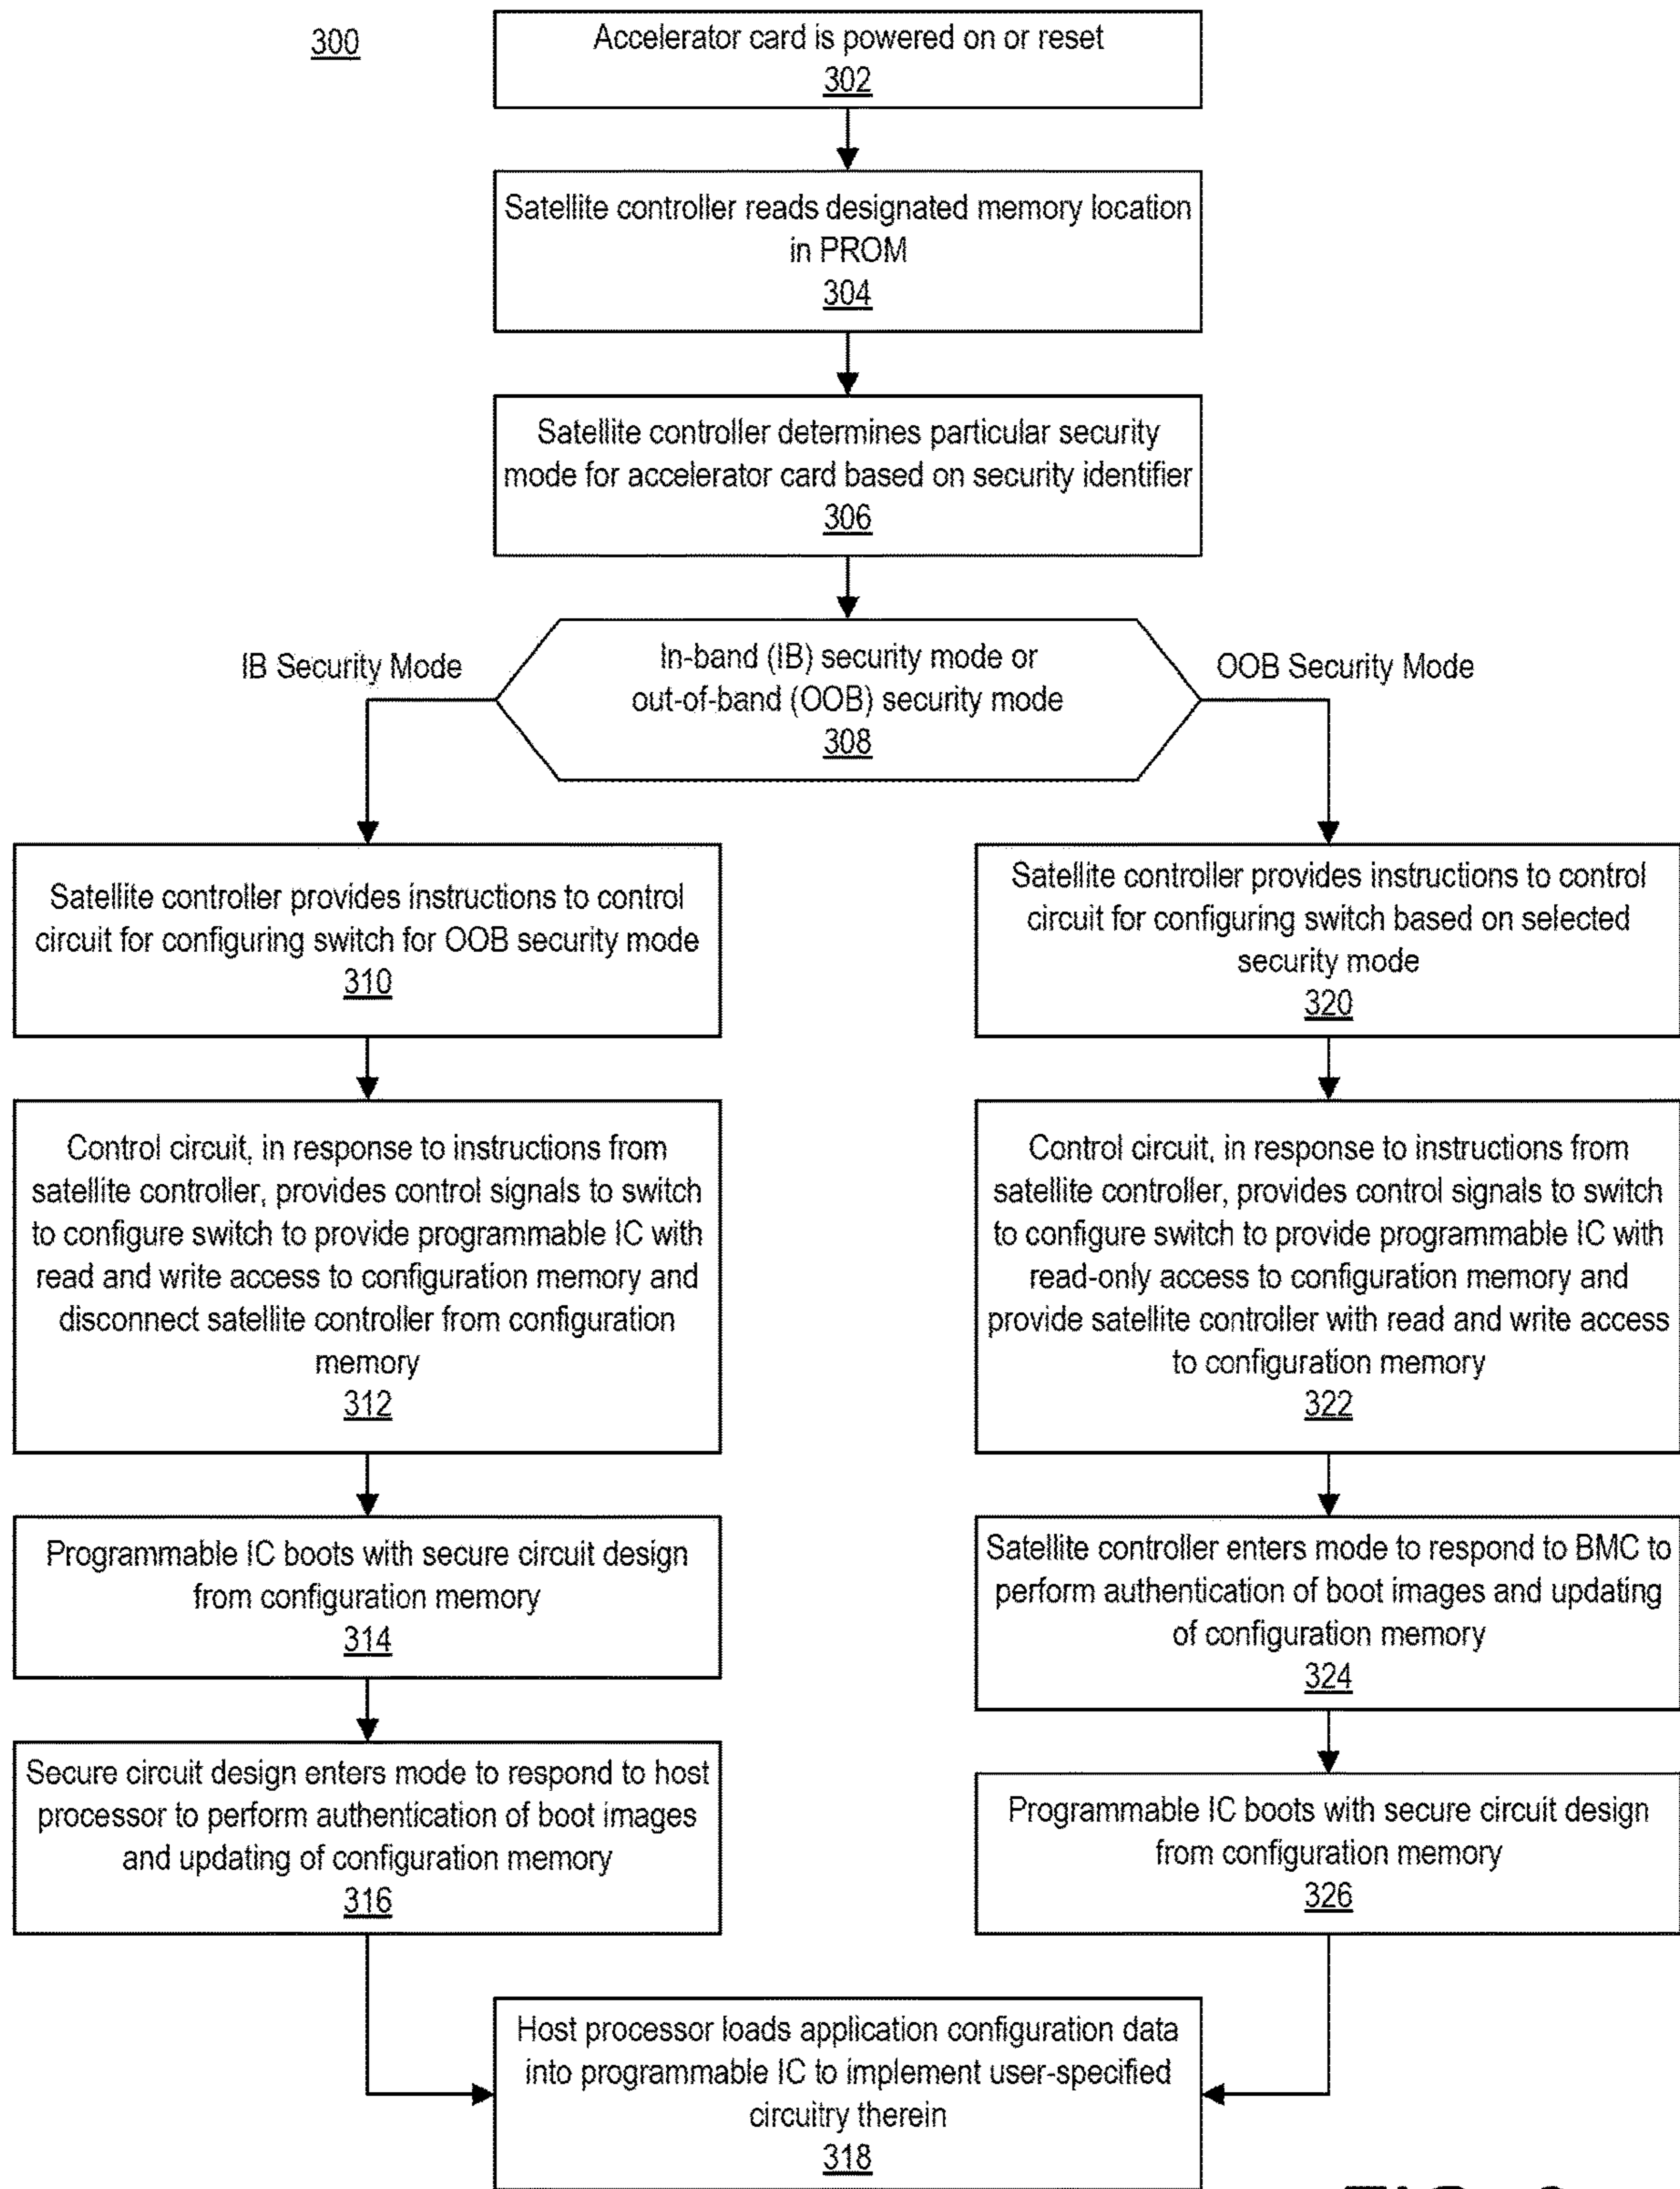 300
Accelerator card is powered on or reset
302
Satellite controller reads designated memory location
in PROM
304
Satellite controller determines particular security
mode for accelerator card based on security identifier
306
In-band (IB) security mode or
out-of-band (OOB) security mode
308
IB Security Mode
OOB Security Mode
Satellite controller provides instructions to control
circuit for configuring switch for OOB security mode
310
Control circuit, in response to instructions from
satellite controller, provides control signals to switch
to configure switch to provide programmable IC with
read and write access to configuration memory and
disconnect satellite controller from configuration
memory
312
Programmable IC boots with secure circuit design
from configuration memory
314
Secure circuit design enters mode to respond to host
processor to perform authentication of boot images
and updating of configuration memory
316
Satellite controller provides instructions to control
circuit for configuring switch based on selected
security mode
320
Control circuit, in response to instructions from
satellite controller, provides control signals to switch
to configure switch to provide programmable IC with
read-only access to configuration memory and
provide satellite controller with read and write access
to configuration memory
322
Satellite controller enters mode to respond to BMC to
perform authentication of boot images and updating
of configuration memory
324
Programmable IC boots with secure circuit design
from configuration memory
326
Host processor loads application configuration data
into programmable IC to implement user-specified
circuitry therein
318